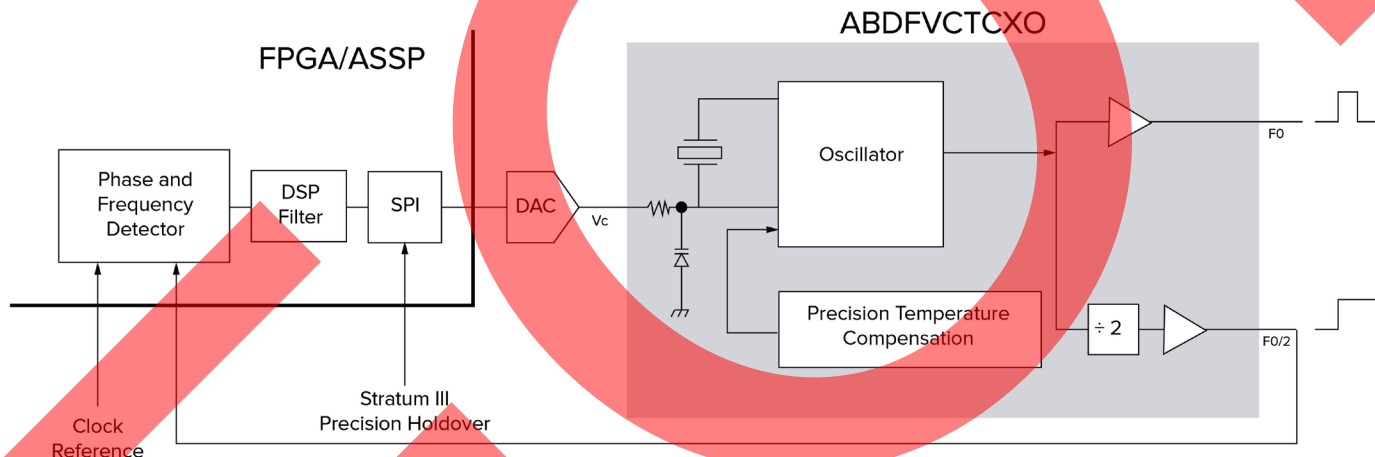 ABDFVCTCXO
FPGA/ASSP
Phase and
Frequency
Detector
DSP
Filter
SPI
DAC
Vc
Oscillator
F0
Precision Temperature
Compensation
÷ 2
F0/2
Stratum III
Precision Holdover
Clock
Reference